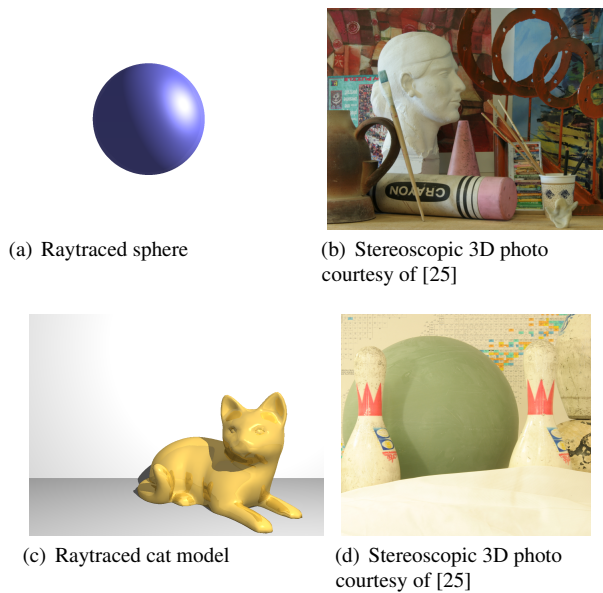 CRAYON
(a) Raytraced sphere
(b) Stereoscopic 3D photo
courtesy of [25]
(c) Raytraced cat model
(d) Stereoscopic 3D photo
courtesy of [25]